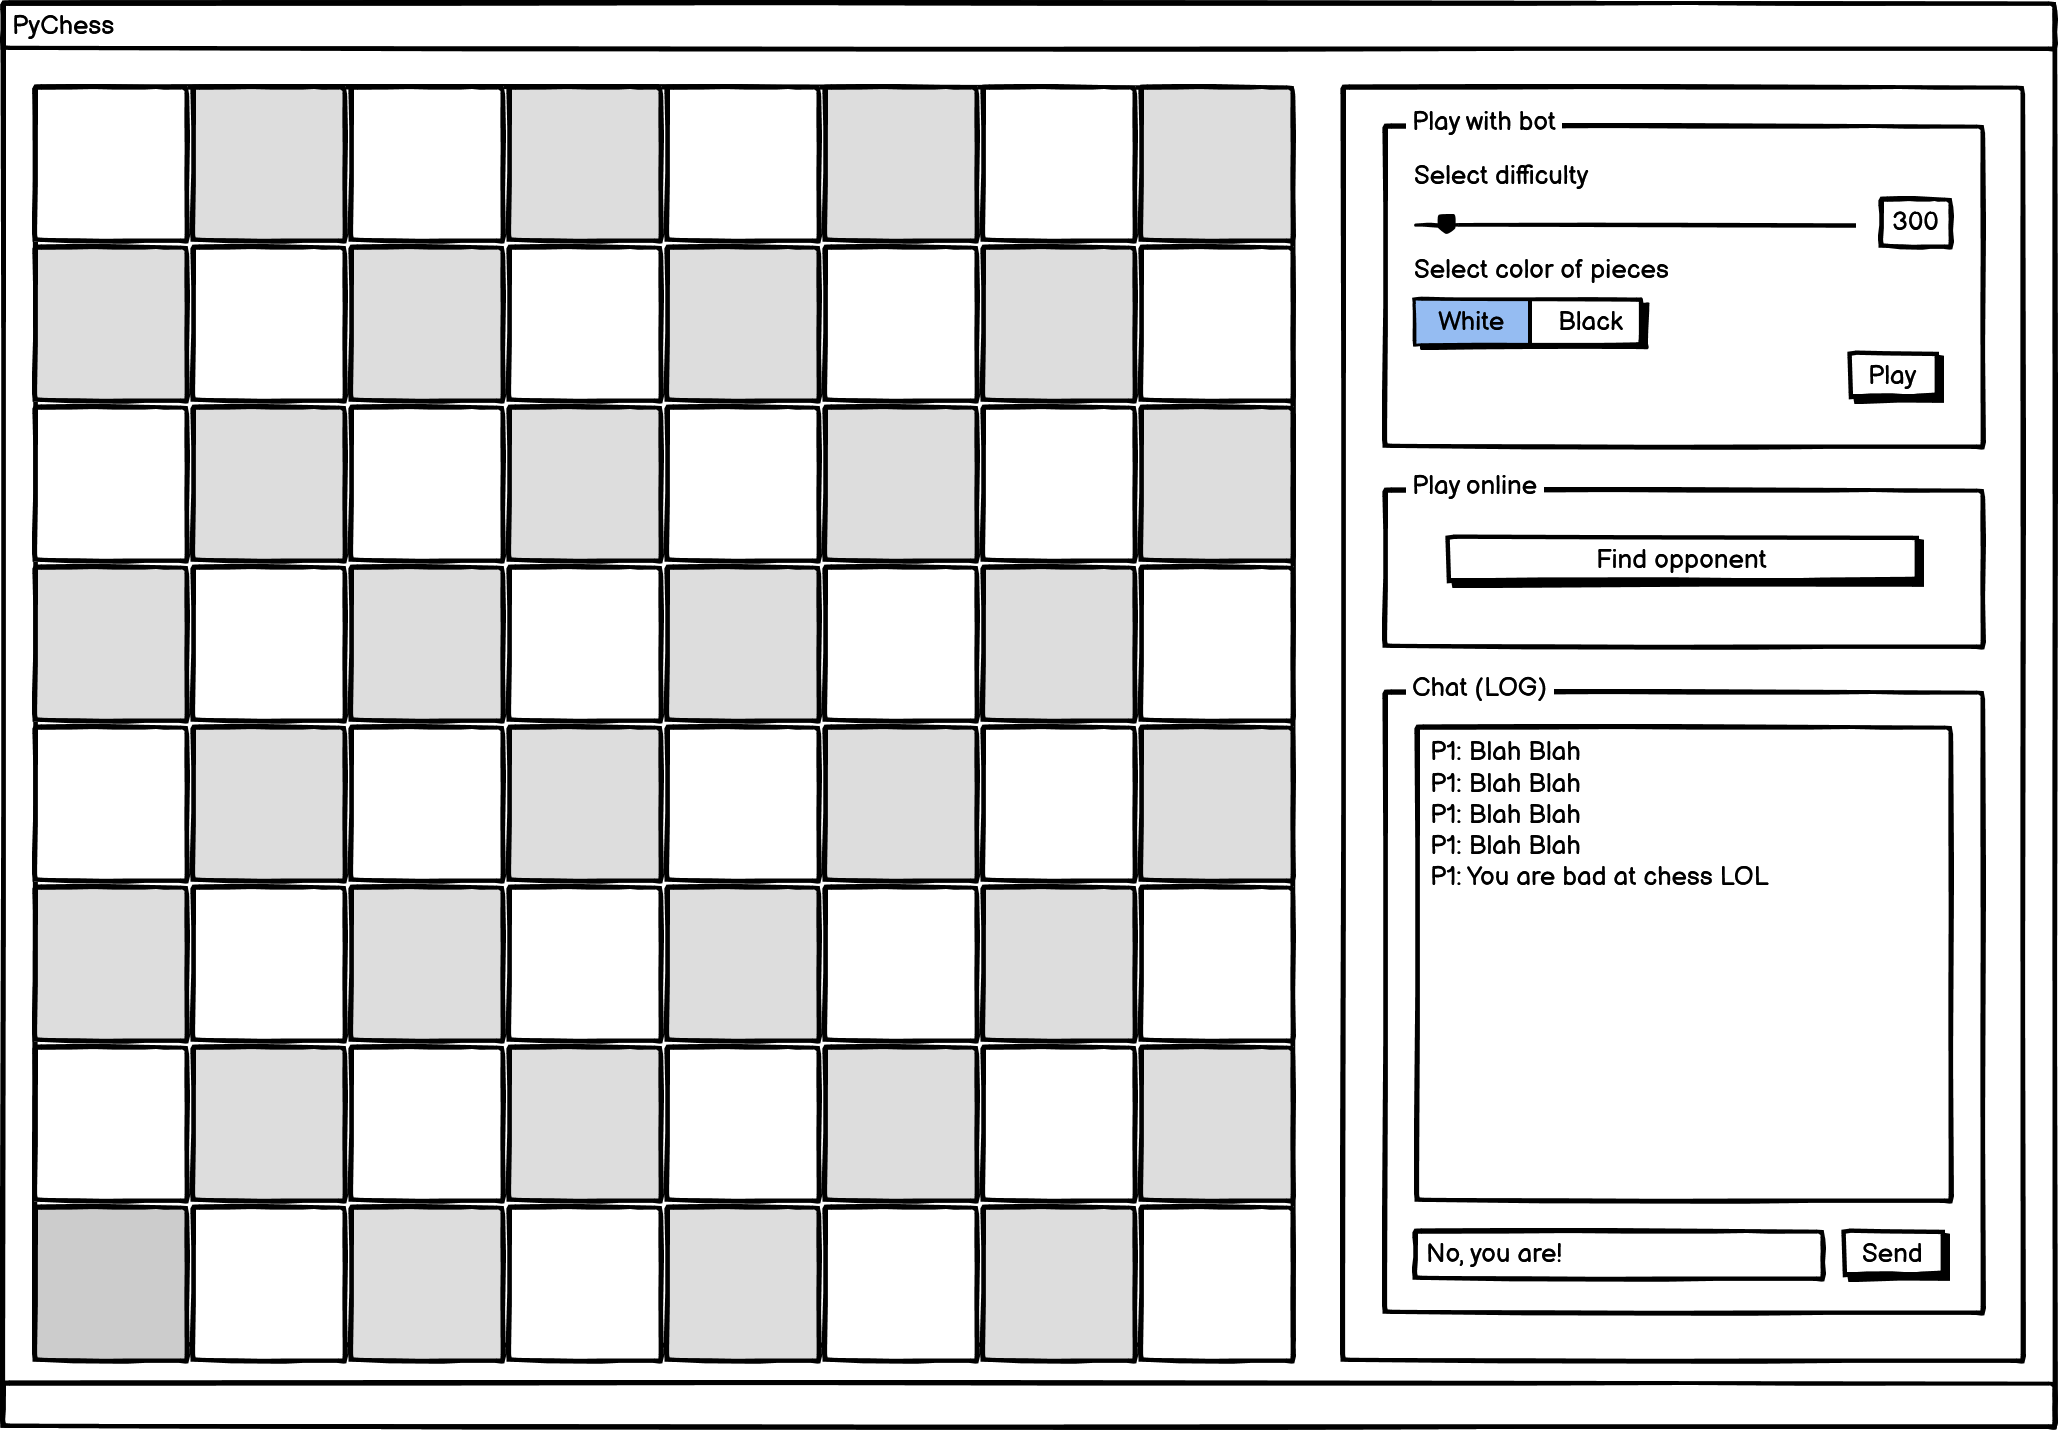 PyChess
Play with bot
Select difficulty
300
Select color of pieces
White
Black
Play
Play online
Find opponent
Chat (LOG)
P1: Blah Blah
P1: Blah Blah
P1: Blah Blah
P1: Blah Blah
P1: You are bad at chess LOL
No, you are!
Send